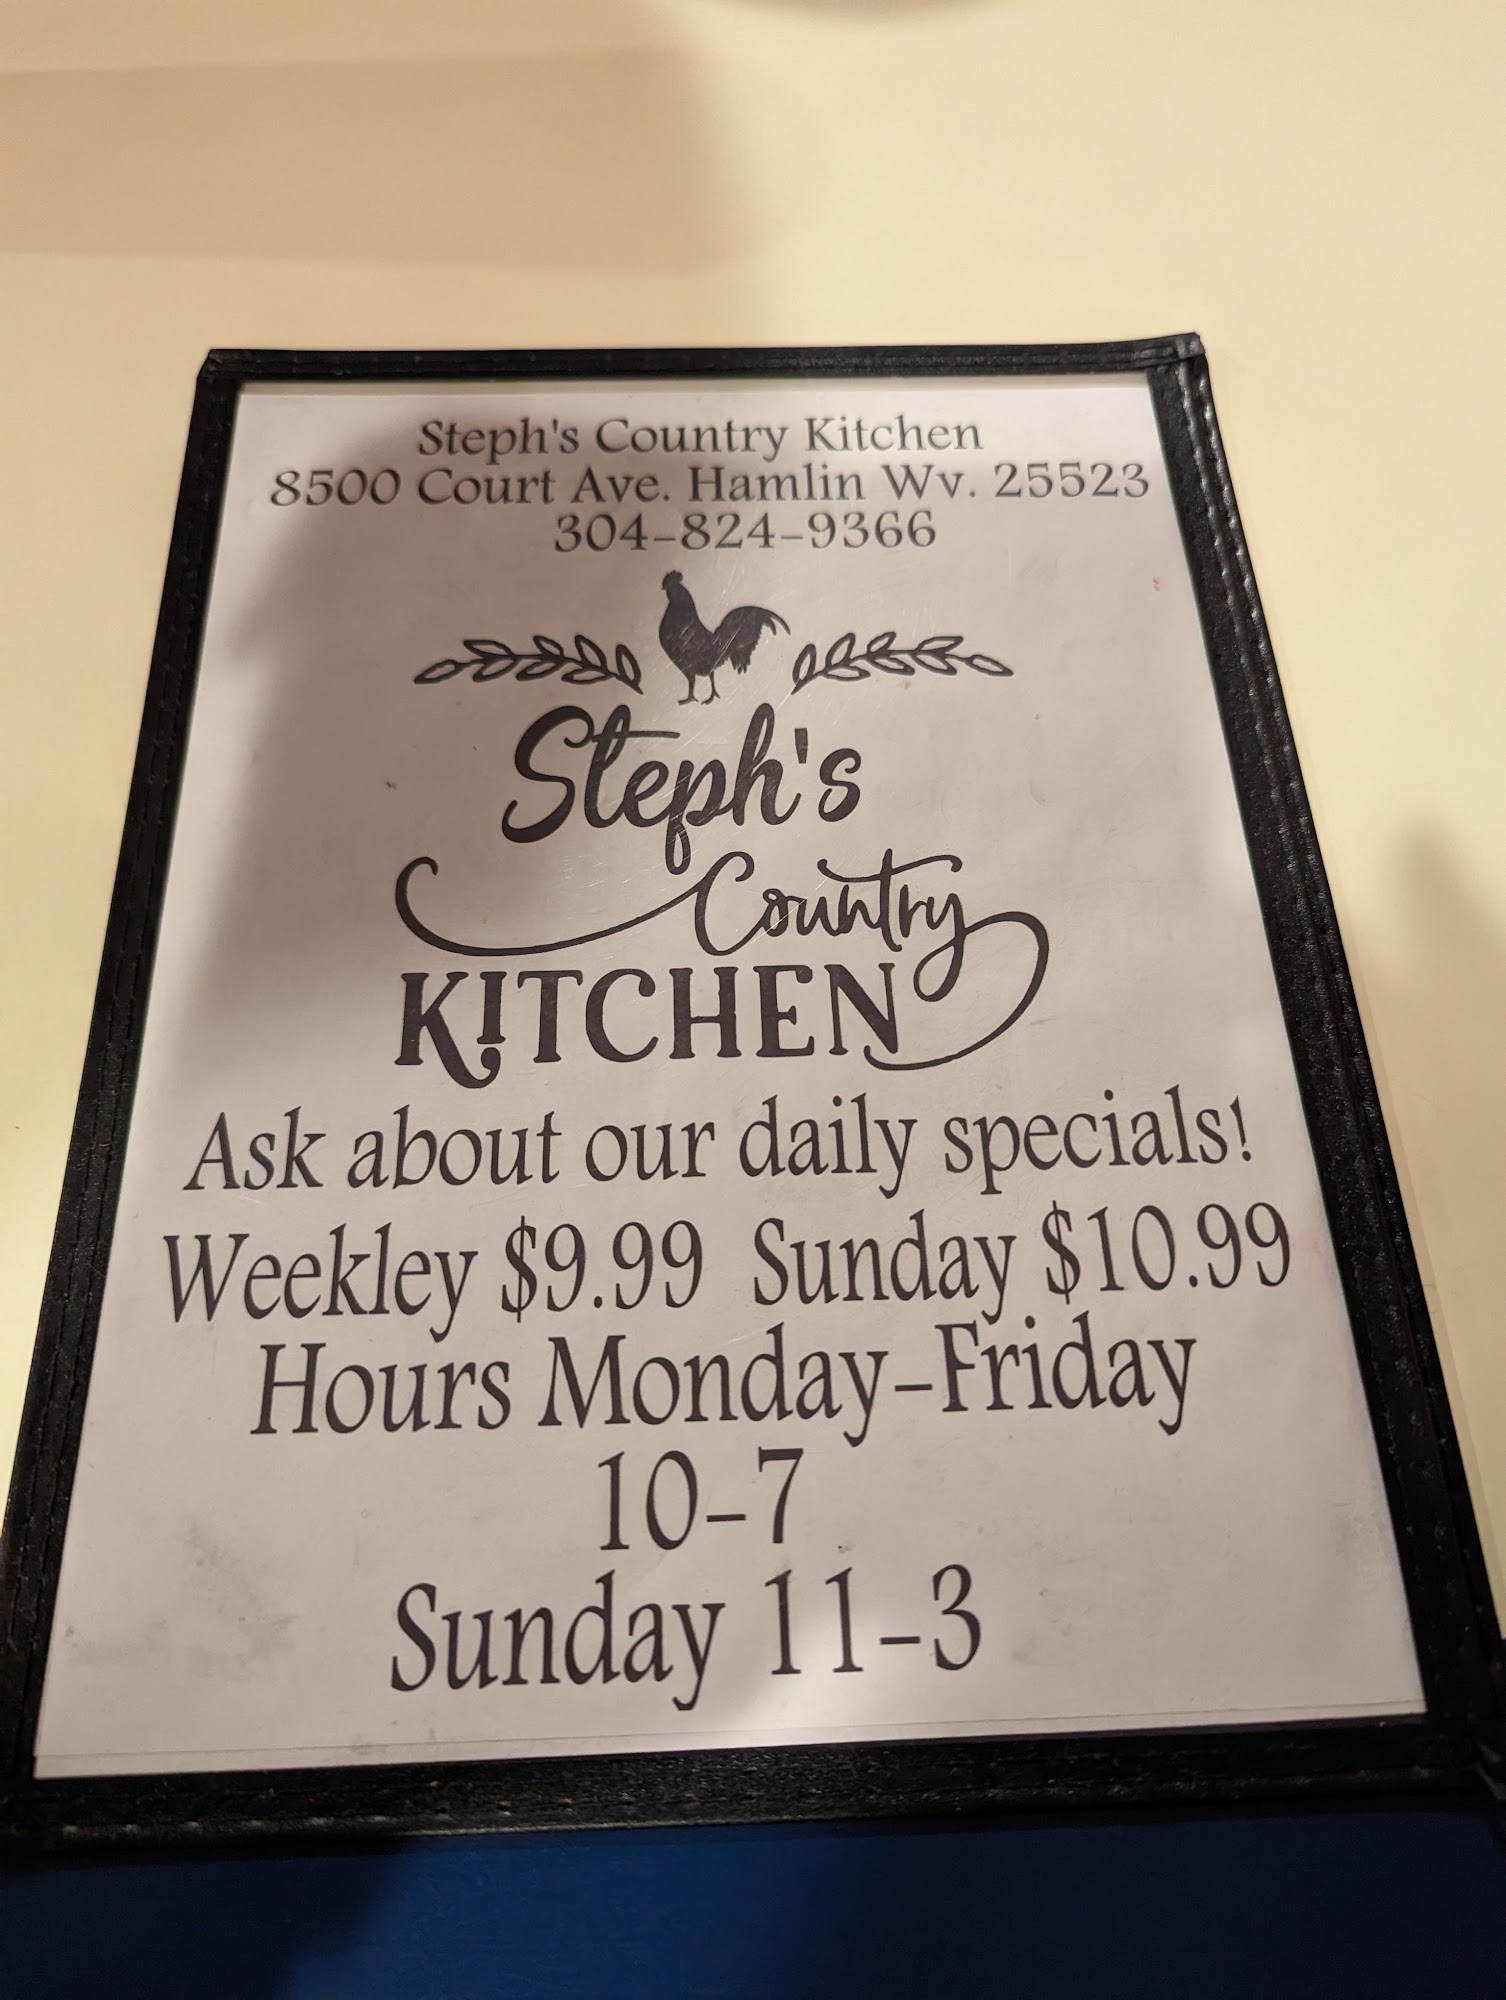 Steph's Country Kitchen
8500 Court Ave. Hamlin Wv. 25523
304-824-9366
Steph's
Country
KITCHEN
Ask about our daily specials!
Weekley $9.99 Sunday $10.99
Hours Monday-Friday
10-7
Sunday 11-3